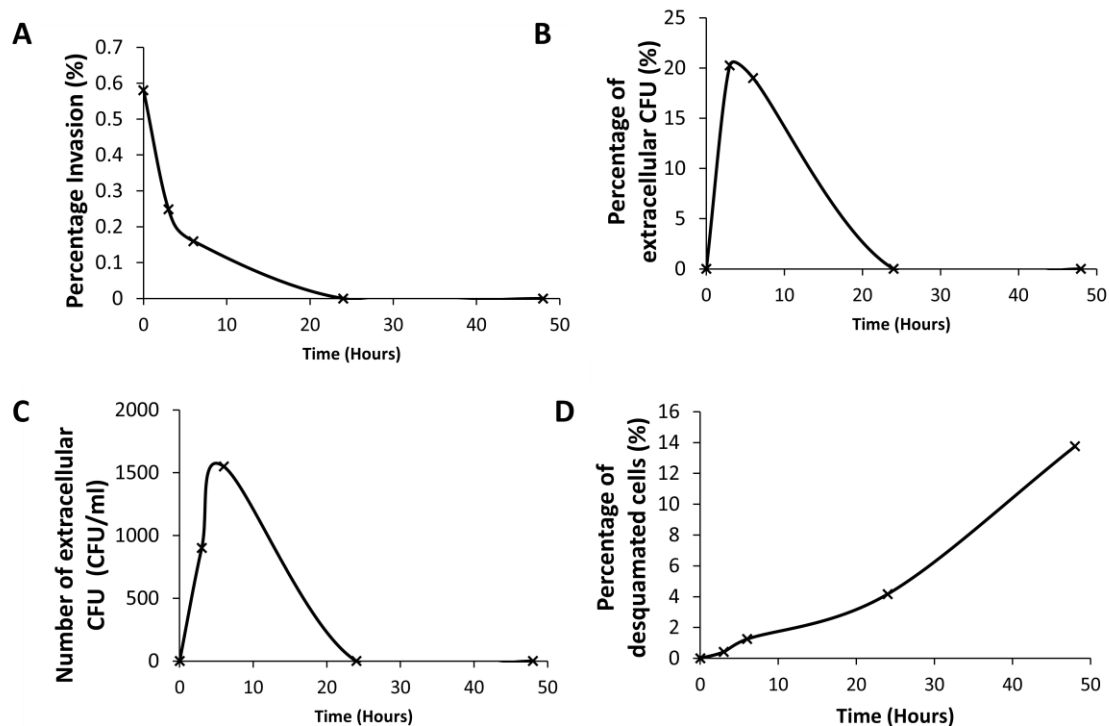 A
Percentage Invasion (%)
0.7
0.6
0.5
0.4
0.3
0.2
0.1
0
0 10 20 30 40 50
Time (Hours)
B
Percentage of
extracellular CFU (%)
25
20
15
10
5
0
0 10 20 30 40 50
Time (Hours)
C
Number of extracellular
CFU (CFU/ml)
2000
1500
1000
500
0
0 10 20 30 40 50
Time (Hours)
D
Percentage of
desquamated cells (%)
16
14
12
10
8
6
4
2
0
0 10 20 30 40 50
Time (Hours)